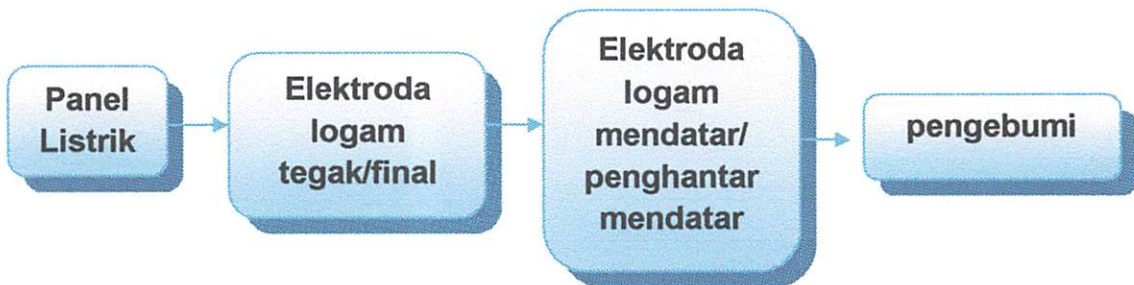 Panel
Listrik
Elektroda
logam
tegak/final
Elektroda
logam
mendatar/
penghantar
mendatar
pengebumi